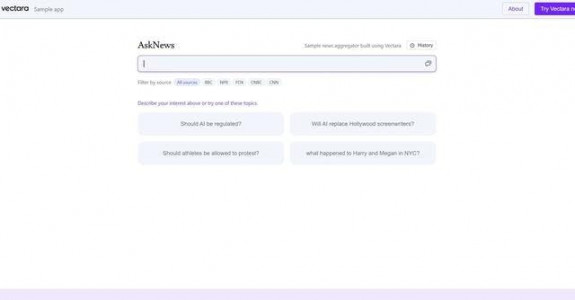 vectara Sample app About Try Vectara n
AskNews Sample news aggregator built using Vectara History
Filter by source All sources BBC NPR FOX CNBC CNN
Describe your interest above or try one of these topics
Should AI be regulated? Will AI replace Hollywood screenwriters?
Should athletes be allowed to protest? what happened to Harry and Megan in NYC?